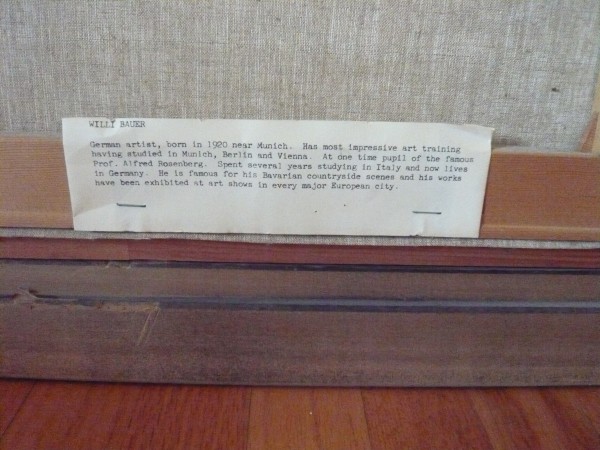 WILLI BAUER
German artist, born in 1920 near Munich. Has most impressive art training
having studied in Munich, Berlin and Vienna. At one time pupil of the famous
Prof. Alfred Rosenberg. Spent several years studying in Italy and now lives
in Germany. He is famous for his Bavarian countryside scenes and his works
have been exhibited at art shows in every major European city.